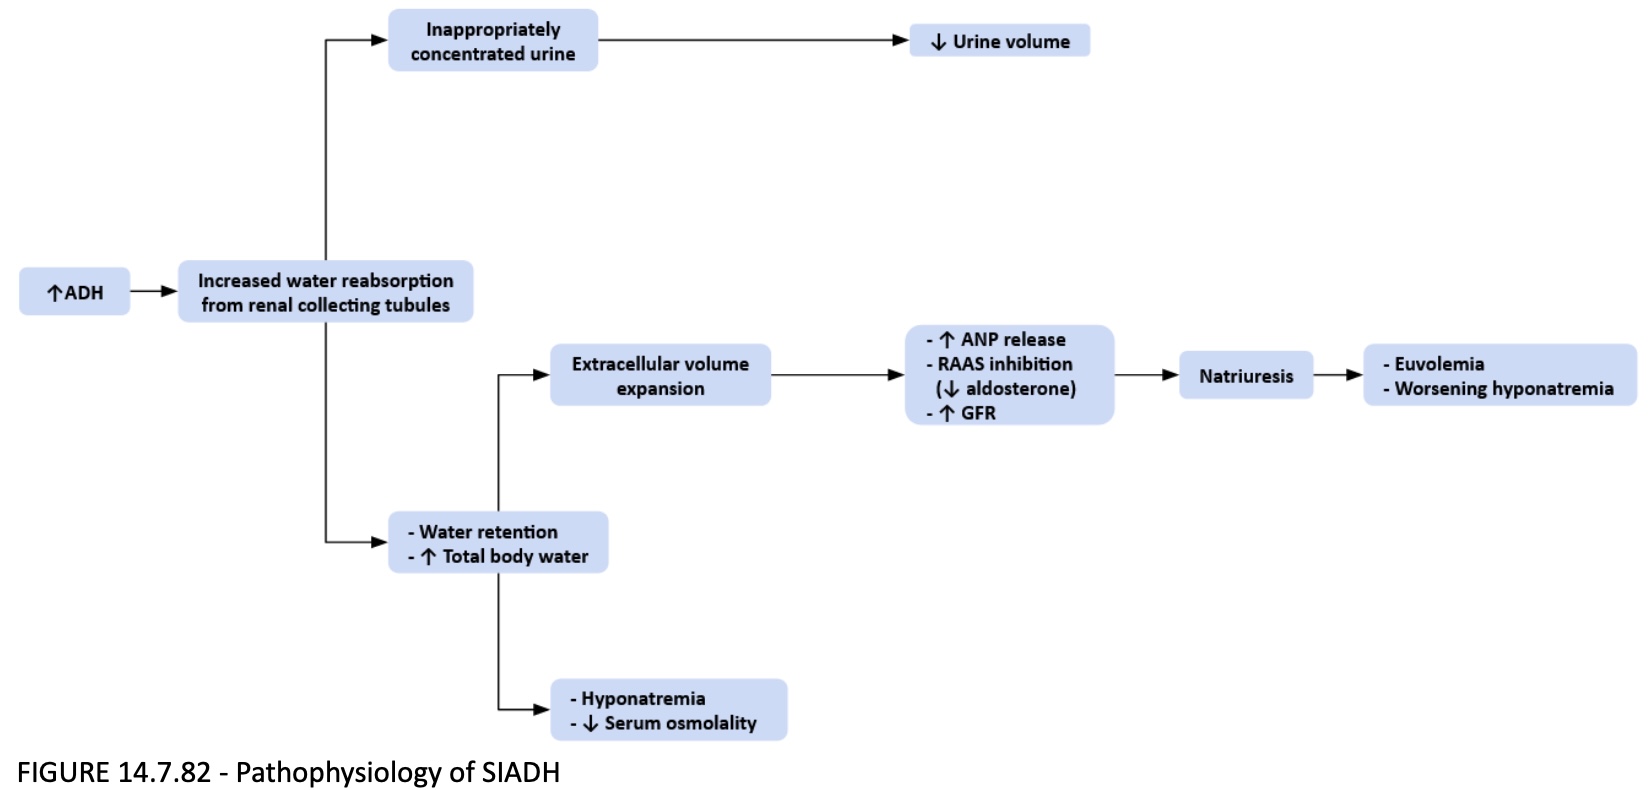 Inappropriately
concentrated urine
↓ Urine volume
↑ADH
Increased water reabsorption
from renal collecting tubules
Extracellular volume
expansion
- ↑ ANP release
- RAAS inhibition
(↓ aldosterone)
- ↑ GFR
Natriuresis
- Euvolemia
- Worsening hyponatremia
- Water retention
- ↑ Total body water
- Hyponatremia
- ↓ Serum osmolality
FIGURE 14.7.82 - Pathophysiology of SIADH